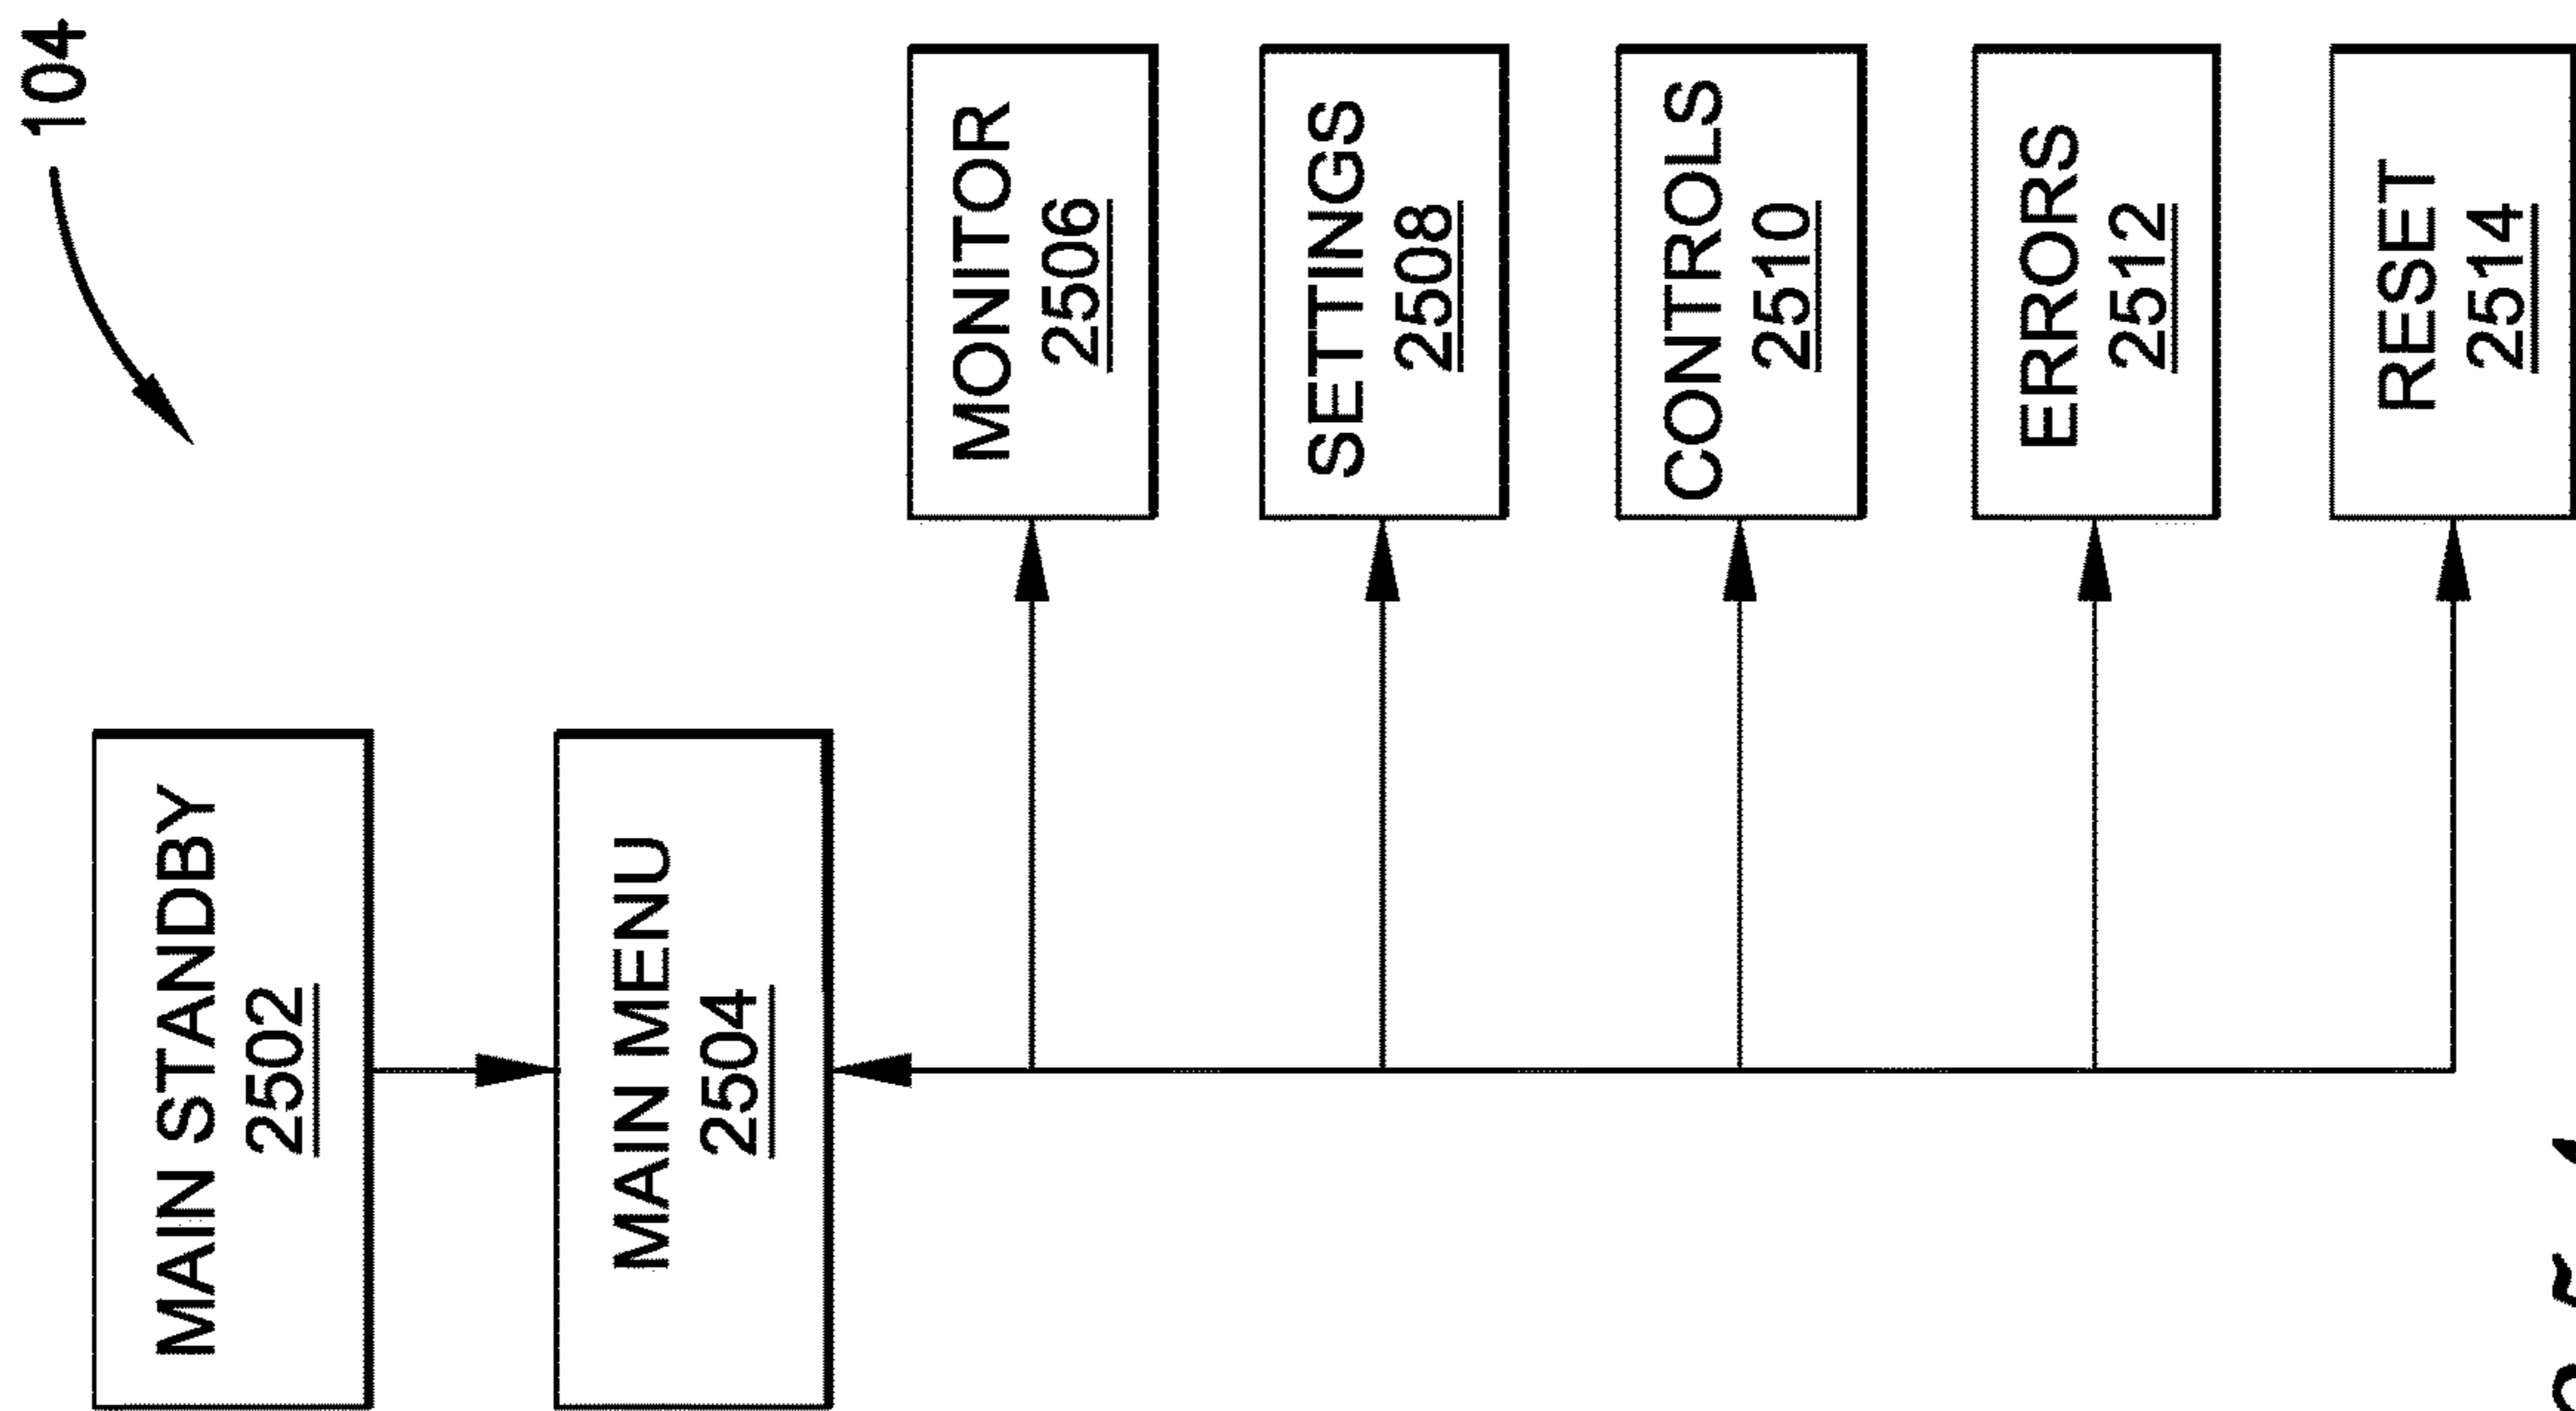 104
MAIN STANDBY
2502
MAIN MENU
2504
MONITOR
2506
SETTINGS
2508
CONTROLS
2510
ERRORS
2512
RESET
2514